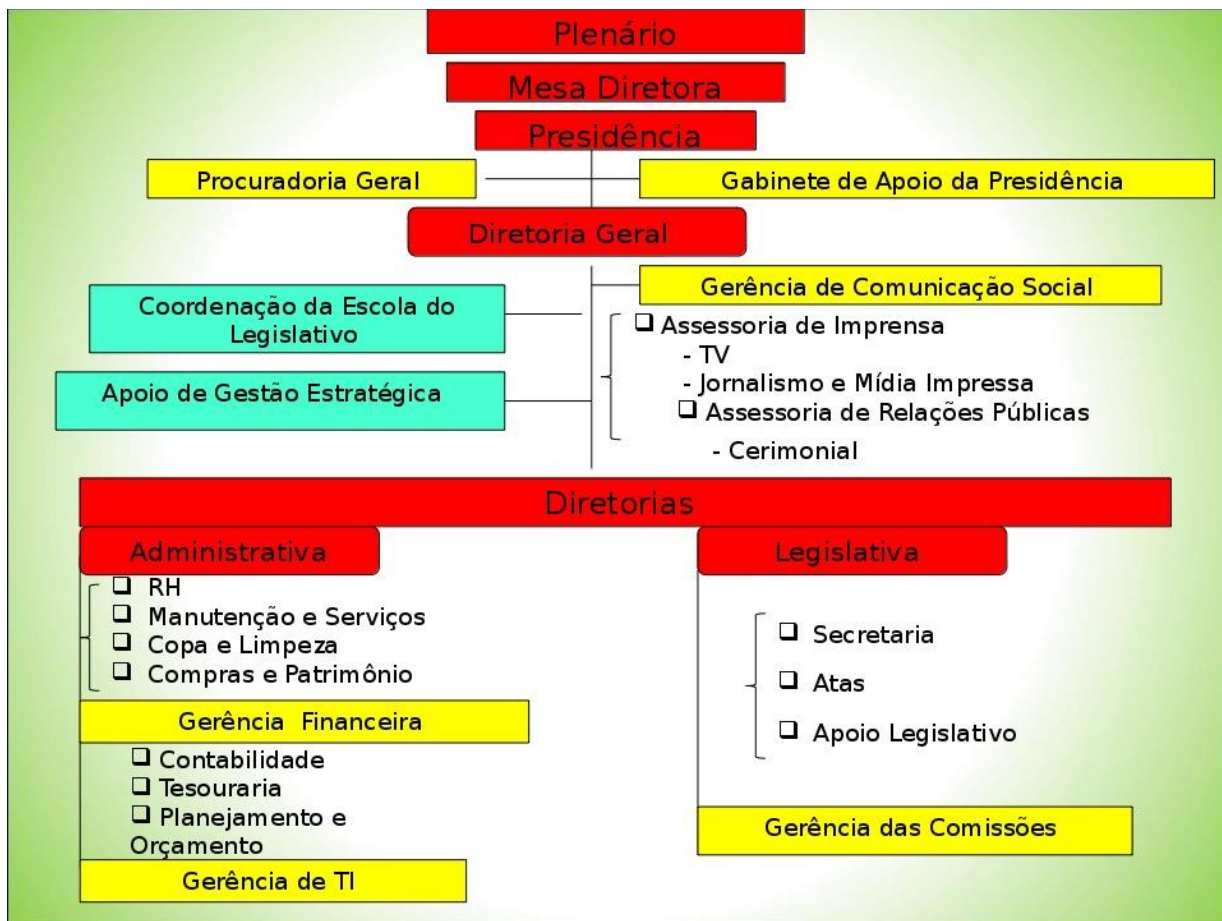 Plenário
Mesa Diretora
Presidência
Procuradoria Geral
Gabinete de Apoio da Presidência
Diretoria Geral
Gerência de Comunicação Social
Coordenação da Escola do
Legislativo
Assessoria de Imprensa
- TV
- Jornalismo e Mídia Impressa
Apoio de Gestão Estratégica
Assessoria de Relações Públicas
- Cerimonial
Diretorias
Administrativa
RH
Manutenção e Serviços
Copa e Limpeza
Compras e Patrimônio
Gerência Financeira
Contabilidade
Tesouraria
Planejamento e
Orçamento
Gerência de TI
Legislativa
Secretaria
Atas
Apoio Legislativo
Gerência das Comissões